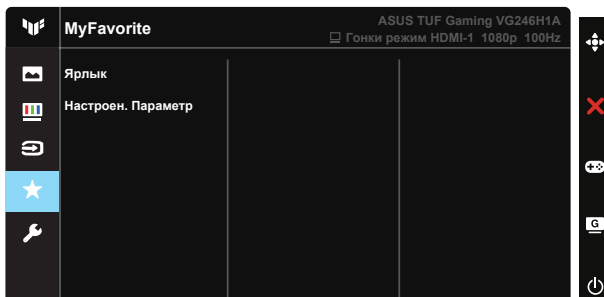 MyFavorite
ASUS TUF Gaming VG246H1A
Гонки режим HDMI-1 1080p 100Hz
Ярлык
Настроен. Параметр
G